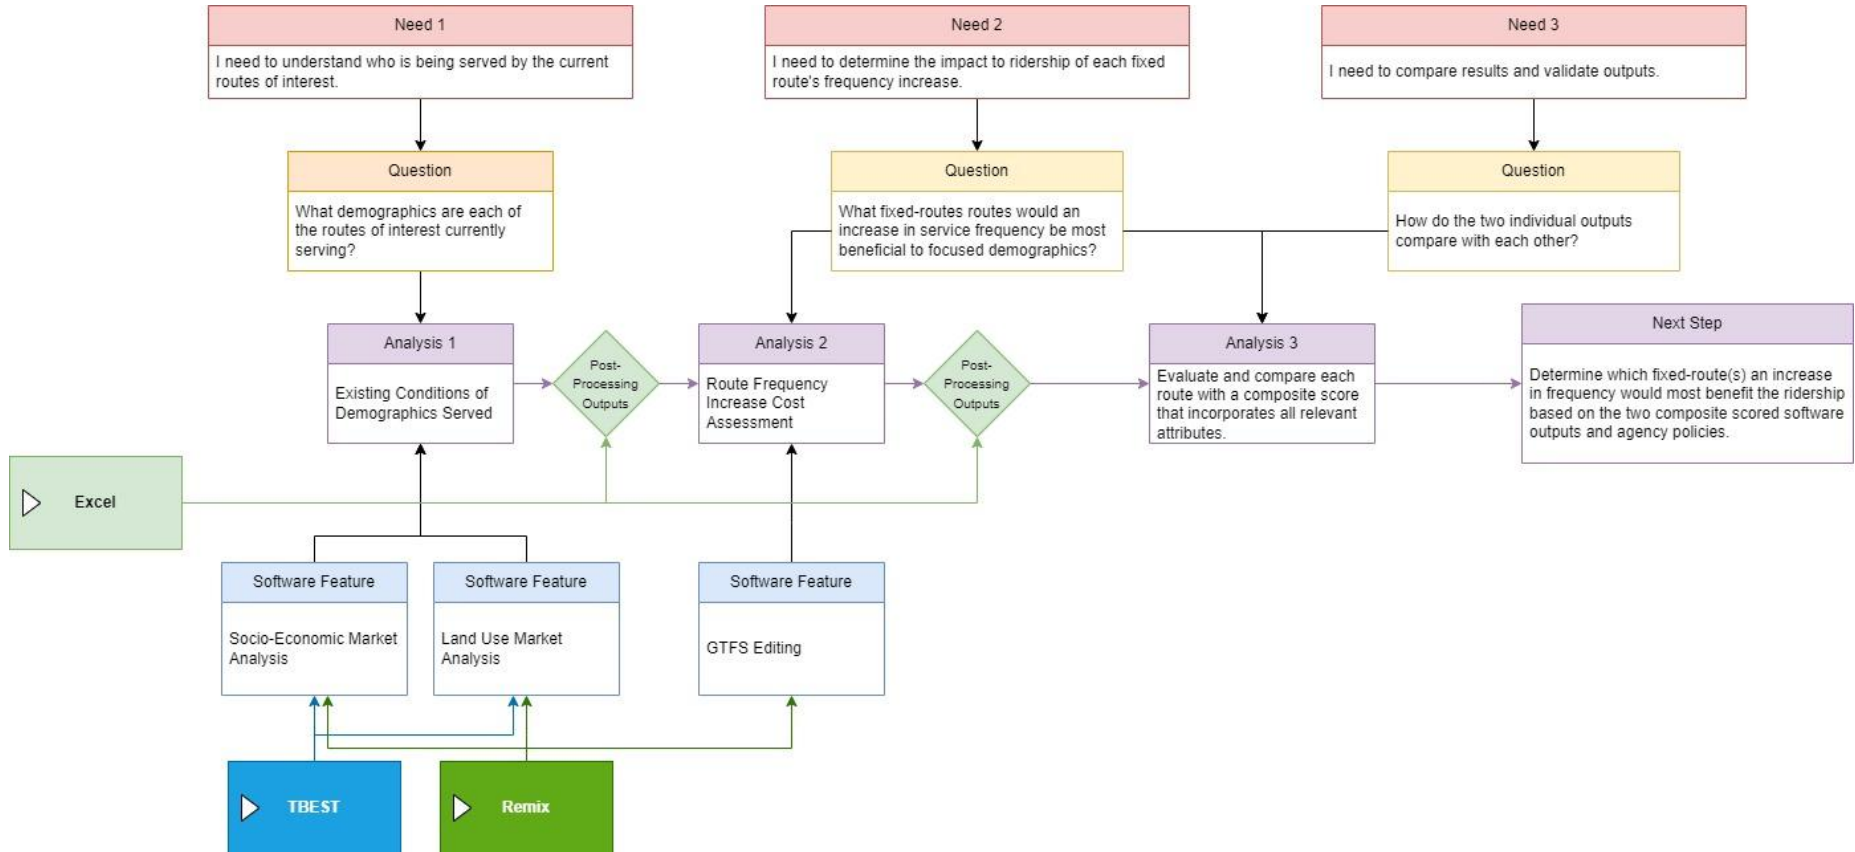 Need 1
I need to understand who is being served by the current
routes of interest.
Need 2
I need to determine the impact to ridership of each fixed
route's frequency increase.
Need 3
I need to compare results and validate outputs.
Question
What demographics are each of
the routes of interest currently
serving?
Question
What fixed-routes routes would an
increase in service frequency be most
beneficial to focused demographics?
Question
How do the two individual outputs
compare with each other?
Analysis 1
Existing Conditions of
Demographics Served
Post-
Processing
Outputs
Analysis 2
Route Frequency
Increase Cost
Assessment
Post-
Processing
Outputs
Analysis 3
Evaluate and compare each
route with a composite score
that incorporates all relevant
attributes.
Next Step
Determine which fixed-route(s) an increase
in frequency would most benefit the ridership
based on the two composite scored software
outputs and agency policies.
Excel
Software Feature
Socio-Economic Market
Analysis
Software Feature
Land Use Market
Analysis
Software Feature
GTFS Editing
TBEST
Remix